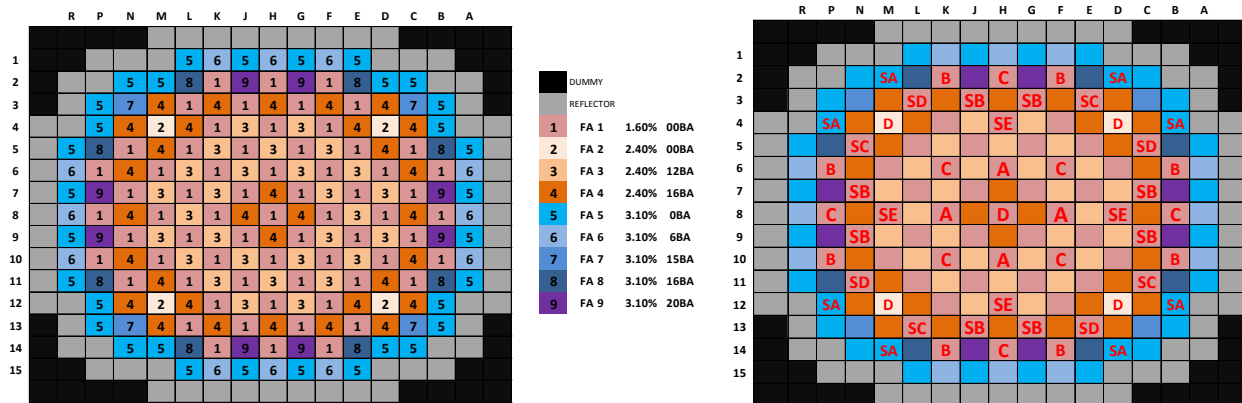 R P N M L K J H G F E D C B A
1 5 6 5 6 5 6 5
2 5 5 8 1 9 1 9 1 8 5 5
3 5 7 4 1 4 1 4 1 4 1 4 7 5
4 5 4 2 4 1 3 1 3 1 4 2 4 5
5 5 8 1 4 1 3 1 3 1 3 1 4 1 8 5
6 6 1 4 1 3 1 3 1 3 1 3 1 4 1 6
7 5 9 1 3 1 3 1 4 1 3 1 3 1 9 5
8 6 1 4 1 3 1 4 1 4 1 3 1 4 1 6
9 5 9 1 3 1 3 1 4 1 3 1 3 1 9 5
10 6 1 4 1 3 1 3 1 3 1 3 1 4 1 6
11 5 8 1 4 1 3 1 3 1 3 1 4 1 8 5
12 5 4 2 4 1 3 1 3 1 4 2 4 5
13 5 7 4 1 4 1 4 1 4 1 4 7 5
14 5 5 8 1 9 1 9 1 8 5 5
15 5 6 5 6 5 6 5
DUMMY
REFLECTOR
1 FA 1 1.60% 00BA
2 FA 2 2.40% 00BA
3 FA 3 2.40% 12BA
4 FA 4 2.40% 16BA
5 FA 5 3.10% 0BA
6 FA 6 3.10% 6BA
7 FA 7 3.10% 15BA
8 FA 8 3.10% 16BA
9 FA 9 3.10% 20BA
R P N M L K J H G F E D C B A
1
2 SA B C B SA
3 SD SB SB SC
4 SA D SE D SA
5 SC SD
6 B C A C B
7 SB SB
8 C SE A D A SE C
9 SB SB
10 B C A C B
11 SD SC
12 SA D SE D SA
13 SC SB SB SD
14 SA B C B SA
15